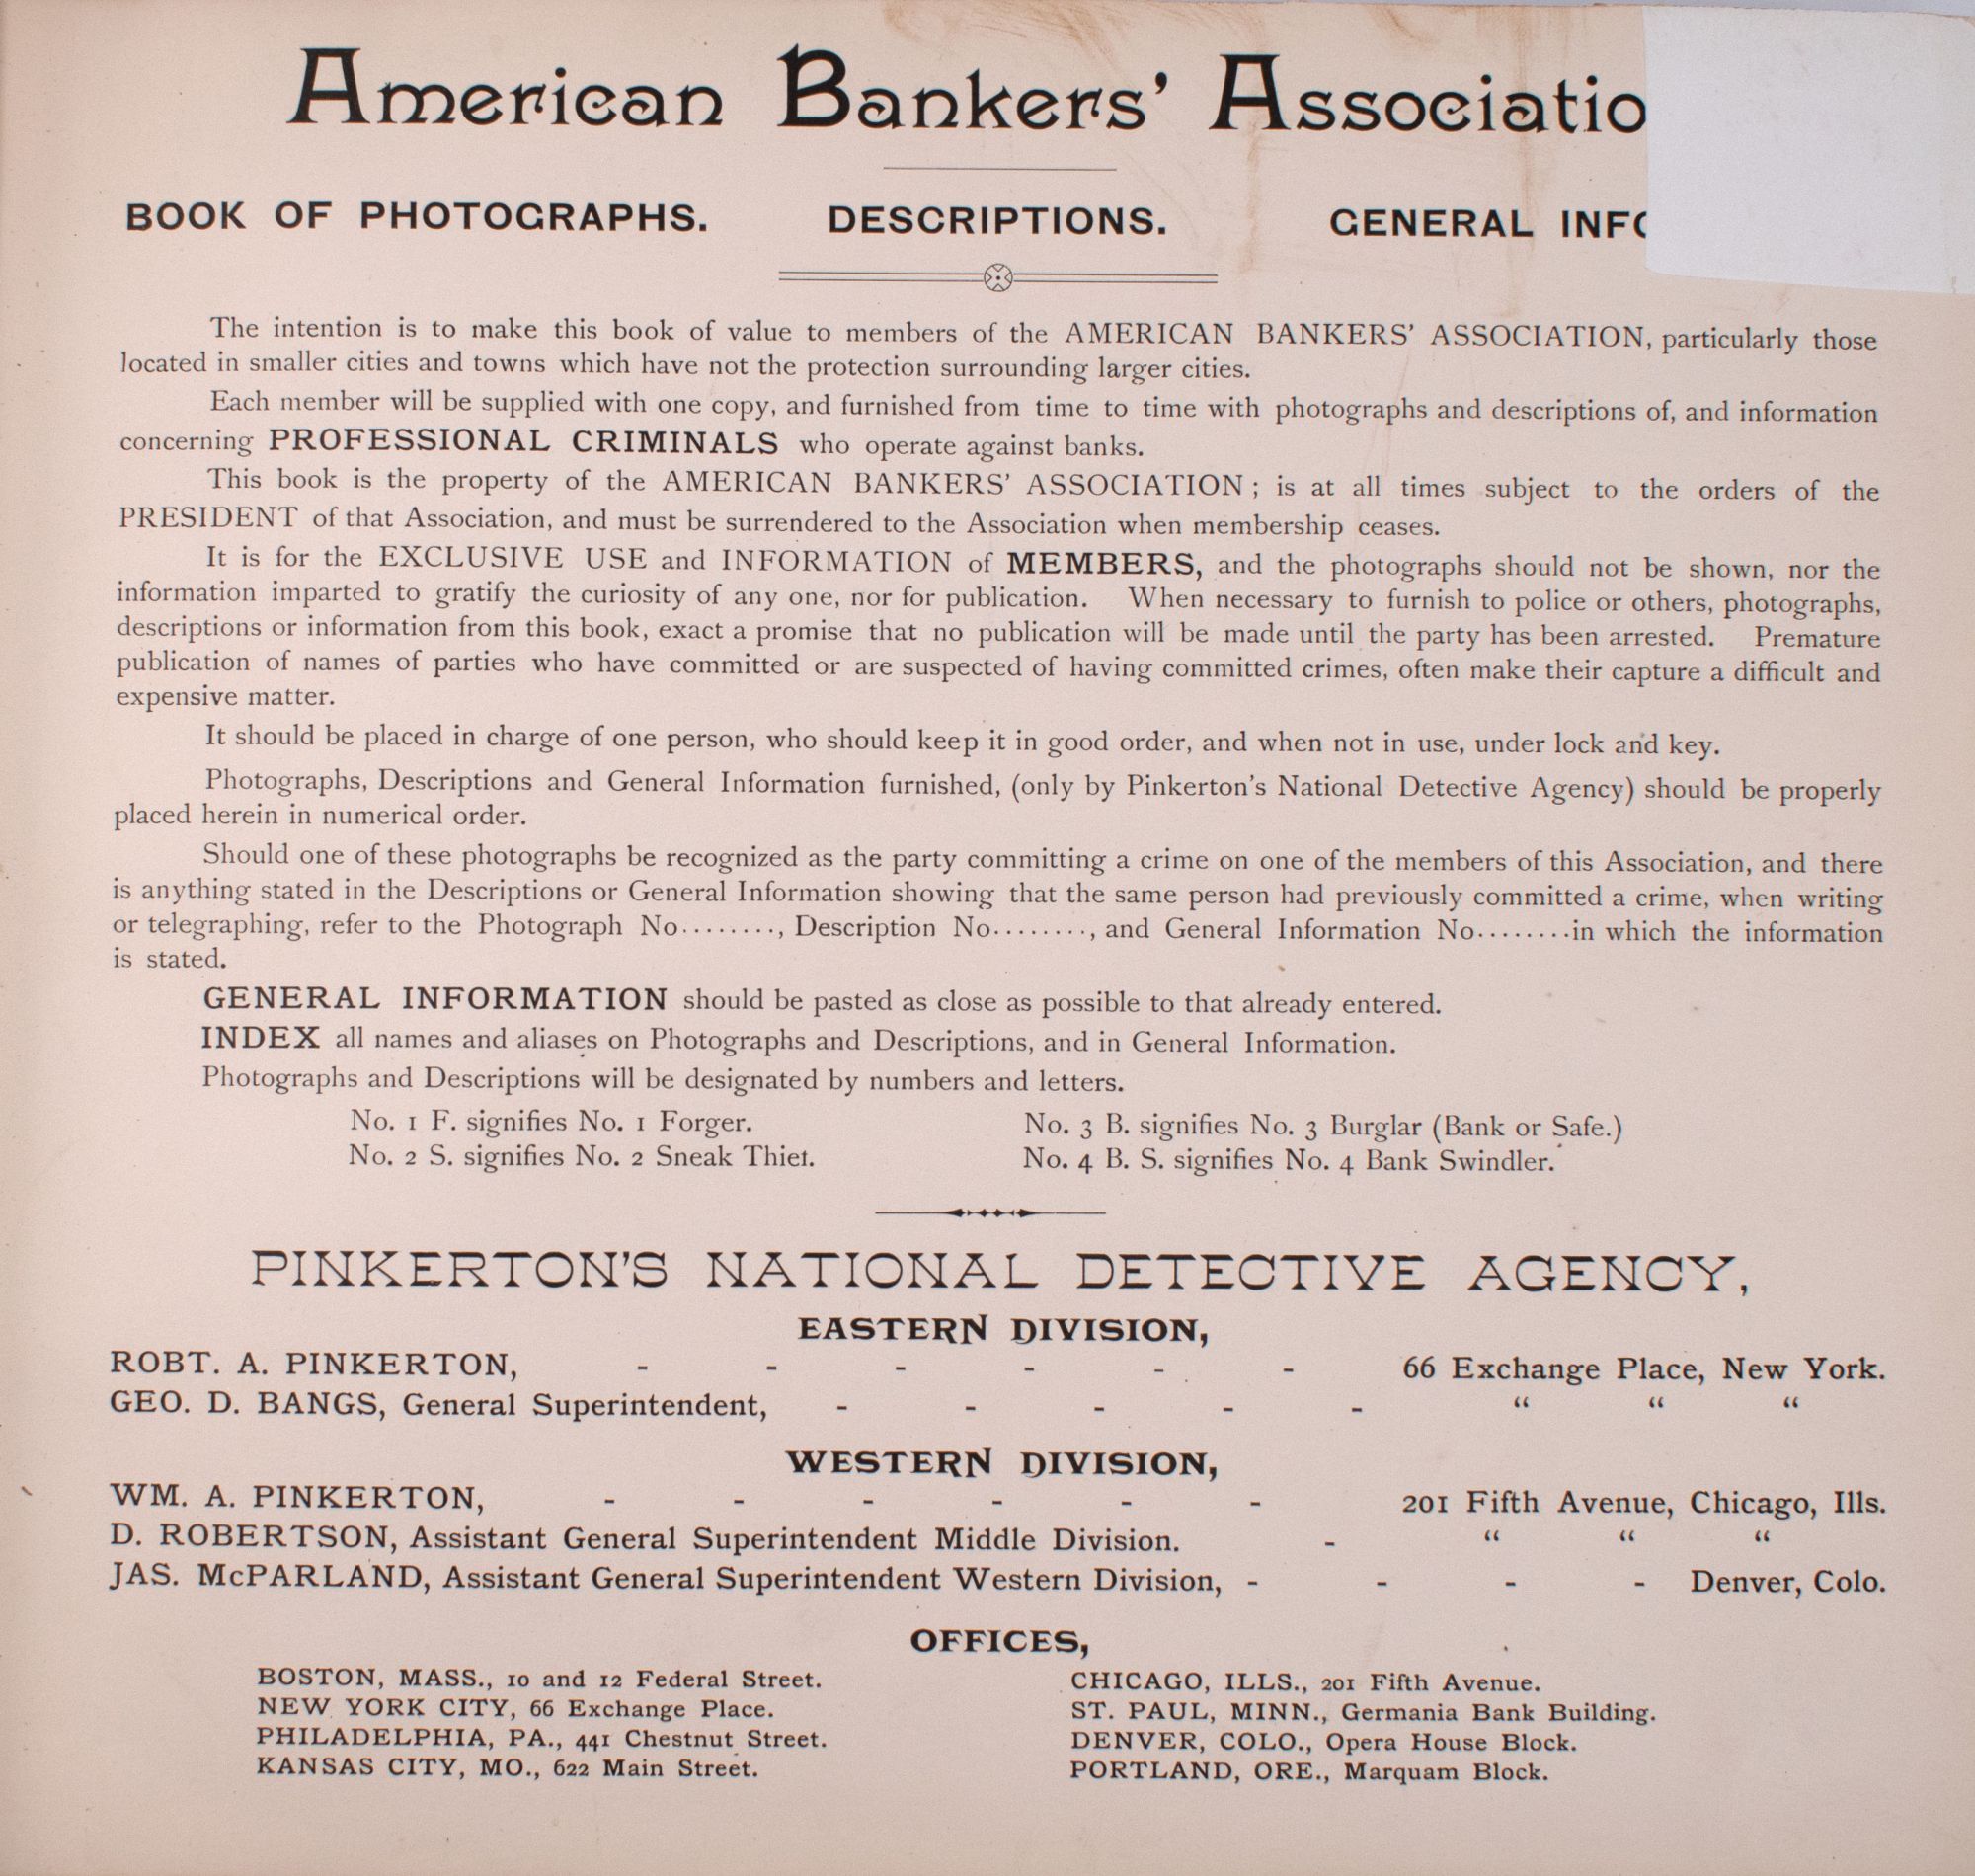 American Bankers' Associatio
BOOK OF PHOTOGRAPHS. DESCRIPTIONS. GENERAL INFO
The intention is to make this book of value to members of the AMERICAN BANKERS' ASSOCIATION, particularly those
located in smaller cities and towns which have not the protection surrounding larger cities.
Each member will be supplied with one copy, and furnished from time to time with photographs and descriptions of, and information
concerning PROFESSIONAL CRIMINALS who operate against banks.
This book is the property of the AMERICAN BANKERS' ASSOCIATION; is at all times subject to the orders of the
PRESIDENT of that Association, and must be surrendered to the Association when membership ceases.
It is for the EXCLUSIVE USE and INFORMATION of MEMBERS, and the photographs should not be shown, nor the
information imparted to gratify the curiosity of any one, nor for publication. When necessary to furnish to police or others, photographs,
descriptions or information from this book, exact a promise that no publication will be made until the party has been arrested. Premature
publication of names of parties who have committed or are suspected of having committed crimes, often make their capture a difficult and
expensive matter.
It should be placed in charge of one person, who should keep it in good order, and when not in use, under lock and key.
Photographs, Descriptions and General Information furnished, (only by Pinkerton's National Detective Agency) should be properly
placed herein in numerical order.
Should one of these photographs be recognized as the party committing a crime on one of the members of this Association, and there
is anything stated in the Descriptions or General Information showing that the same person had previously committed a crime, when writing
or telegraphing, refer to the Photograph No........, Description No........, and General Information No........in which the information
is stated.
GENERAL INFORMATION should be pasted as close as possible to that already entered.
INDEX all names and aliases on Photographs and Descriptions, and in General Information.
Photographs and Descriptions will be designated by numbers and letters.
No. 1 F. signifies No. 1 Forger. No. 3 B. signifies No. 3 Burglar (Bank or Safe.)
No. 2 S. signifies No. 2 Sneak Thief. No. 4 B. S. signifies No. 4 Bank Swindler.
PINKERTON'S NATIONAL DETECTIVE AGENCY,
EASTERN DIVISION,
ROBT. A. PINKERTON, - - - - - - 66 Exchange Place, New York.
GEO. D. BANGS, General Superintendent, - - - - - “ “ “
WESTERN DIVISION,
WM. A. PINKERTON, - - - - - - 201 Fifth Avenue, Chicago, Ills.
D. ROBERTSON, Assistant General Superintendent Middle Division. - “ “ “
JAS. McPARLAND, Assistant General Superintendent Western Division, - - - - Denver, Colo.
OFFICES,
BOSTON, MASS., 10 and 12 Federal Street. CHICAGO, ILLS., 201 Fifth Avenue.
NEW YORK CITY, 66 Exchange Place. ST. PAUL, MINN., Germania Bank Building.
PHILADELPHIA, PA., 441 Chestnut Street. DENVER, COLO., Opera House Block.
KANSAS CITY, MO., 622 Main Street. PORTLAND, ORE., Marquam Block.